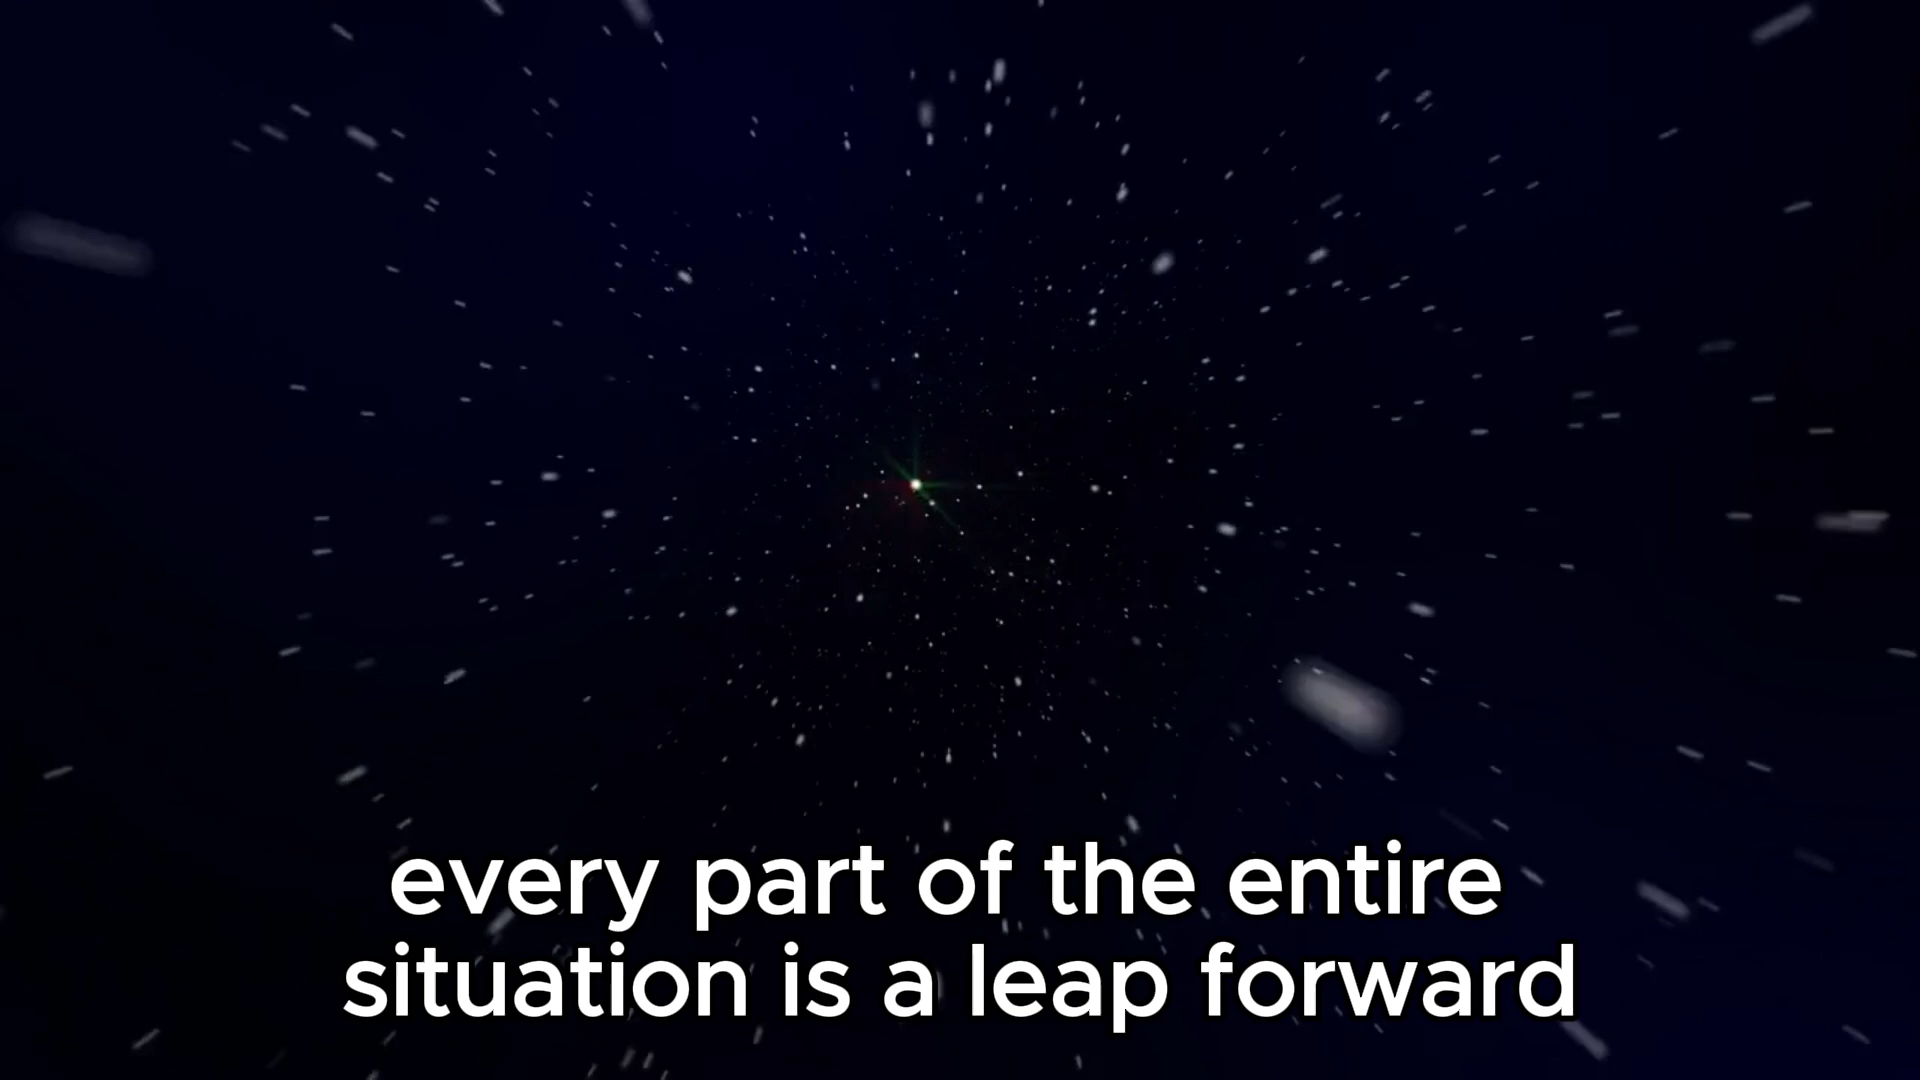 every part of the entire
situation is a leap forward